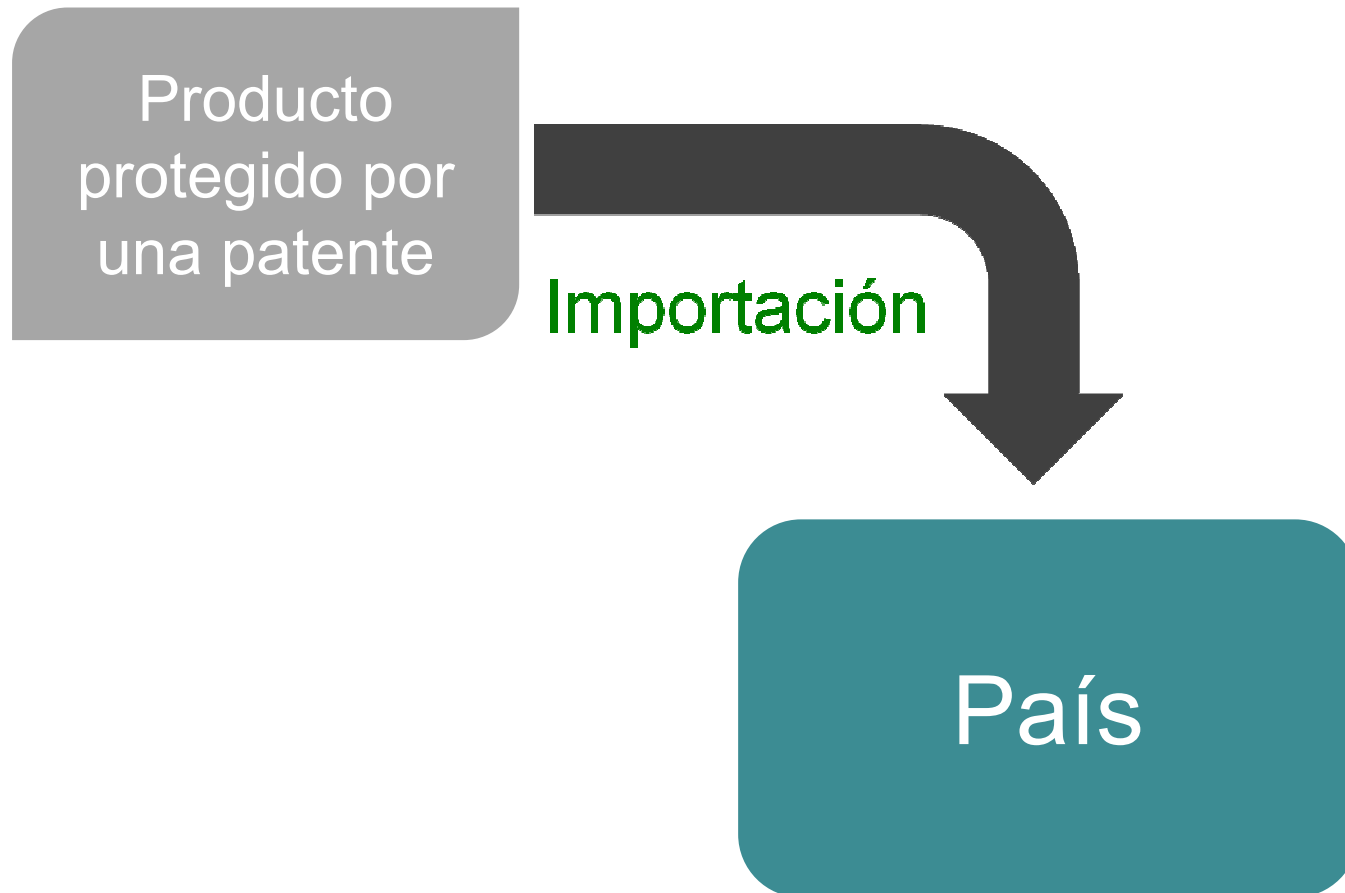 Producto
protegido por
una patente
Importación
País